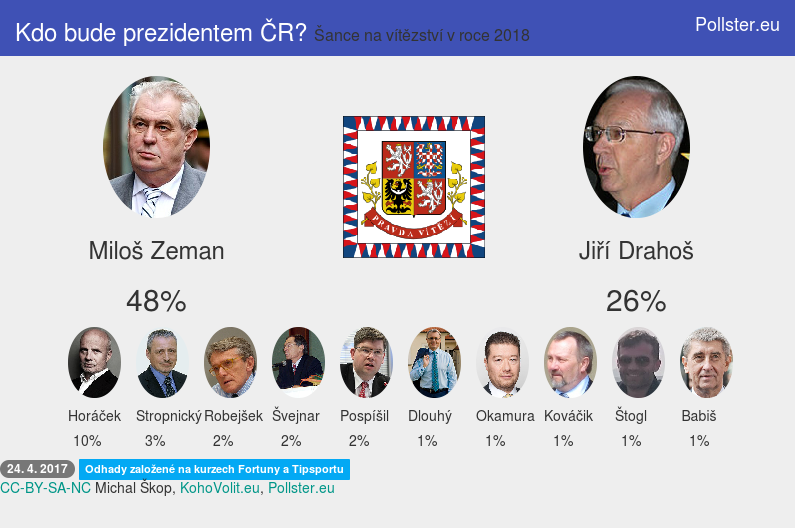 Kdo bude prezidentem ČR? Šance na vítězství v roce 2018
Pollster.eu
PRAVDA VÍTĚZÍ
Miloš Zeman
Jiří Drahoš
48%
26%
Horáček Stropnický Robejšek Švejnar Pospíšil Dlouhý Okamura Kováčik Štogl Babiš
10% 3% 2% 2% 2% 1% 1% 1% 1% 1%
24. 4. 2017 Odhady založené na kurzech Fortuny a Tipsportu
CC-BY-SA-NC Michal Škop, KohoVolit.eu, Pollster.eu